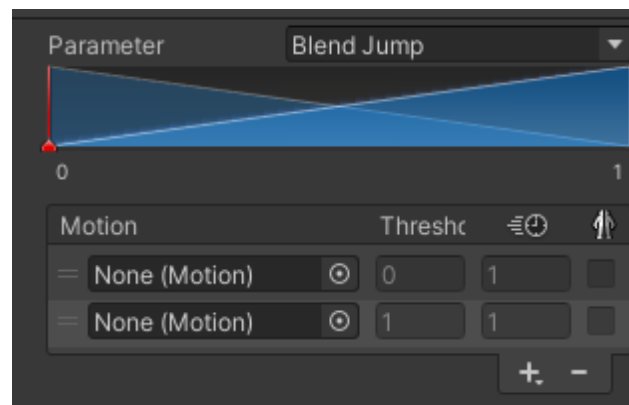 Parameter Blend Jump
0 1
Motion Thresho
None (Motion) 0 1
None (Motion) 1 1